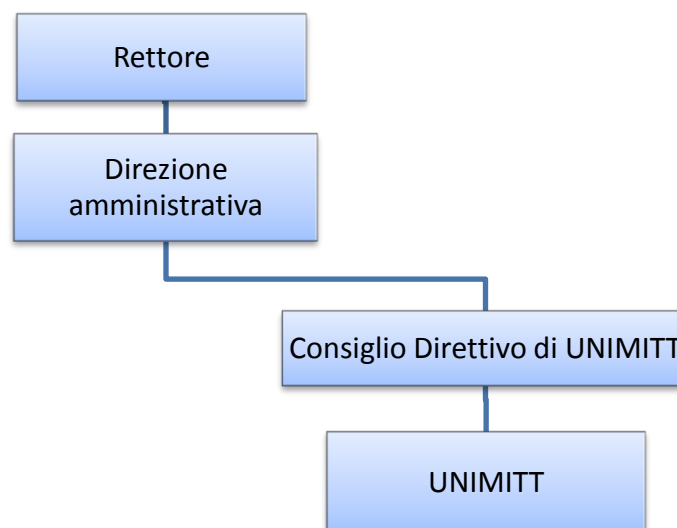 Rettore
Direzione
amministrativa
Consiglio Direttivo di UNIMITT
UNIMITT